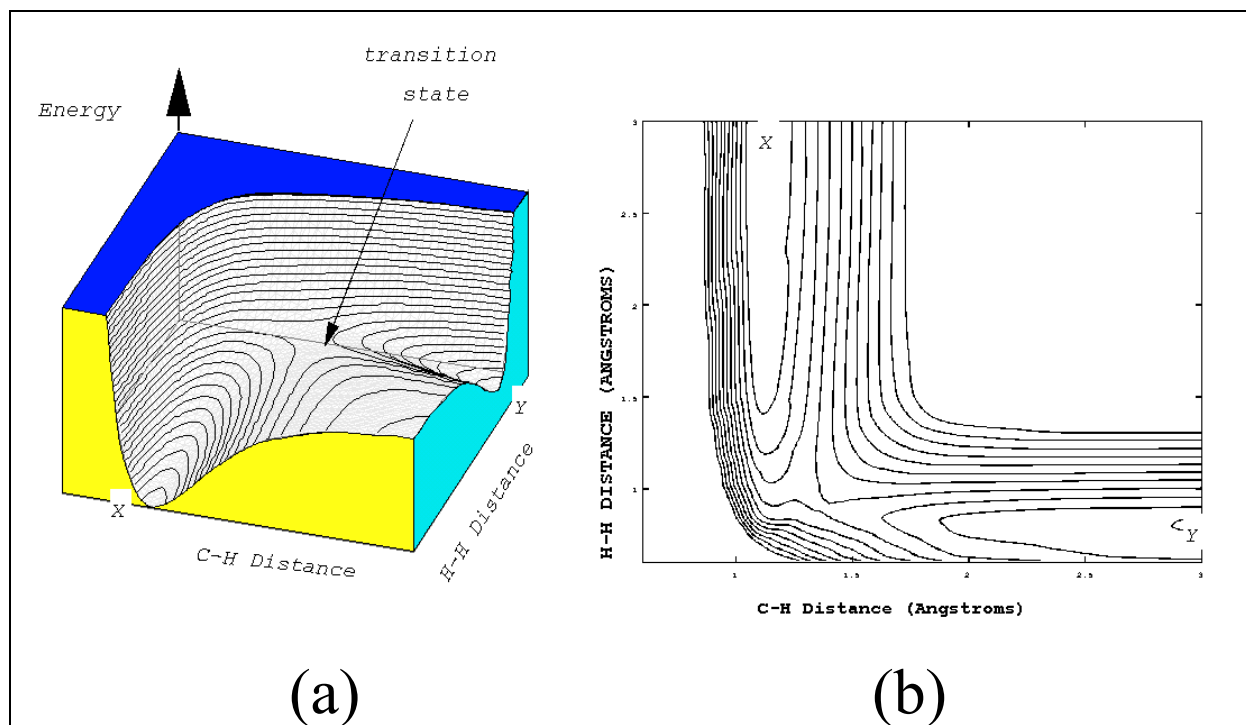 transition
state
Energy
X
Y
C-H Distance
H-H Distance
(a)
3
2.5
2
1.5
1
H-H DISTANCE (ANGSTROMS)
X
Y
1
1.5
2
2.5
3
C-H Distance (Angstroms)
(b)